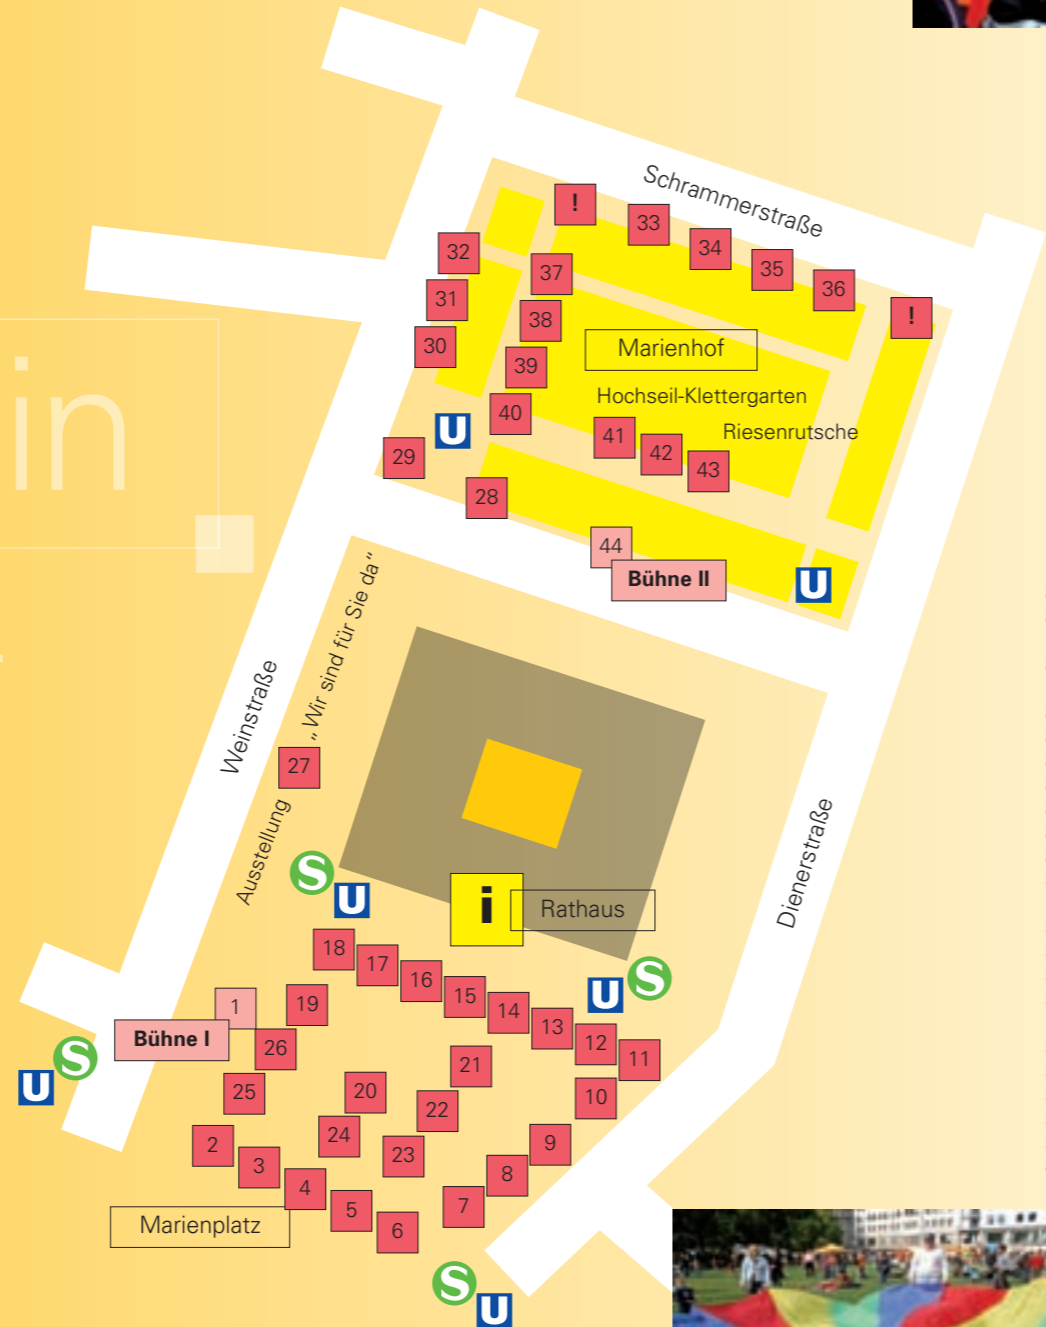 Schrammerstraße
!
33
34
35
36
!
32
31
30
37
38
39
40
Marienhof
Hochseil-Klettergarten
Riesenrutsche
41
42
43
U
29
28
44
Bühne II
U
in
Weinstraße
Ausstellung „Wir sind für Sie da“
27
Dienerstraße
S
U
i
Rathaus
U
S
18
17
16
15
14
13
12
11
1
Bühne I
19
26
25
S
U
21
20
22
10
24
23
9
2
3
4
5
6
7
8
Marienplatz
S
U